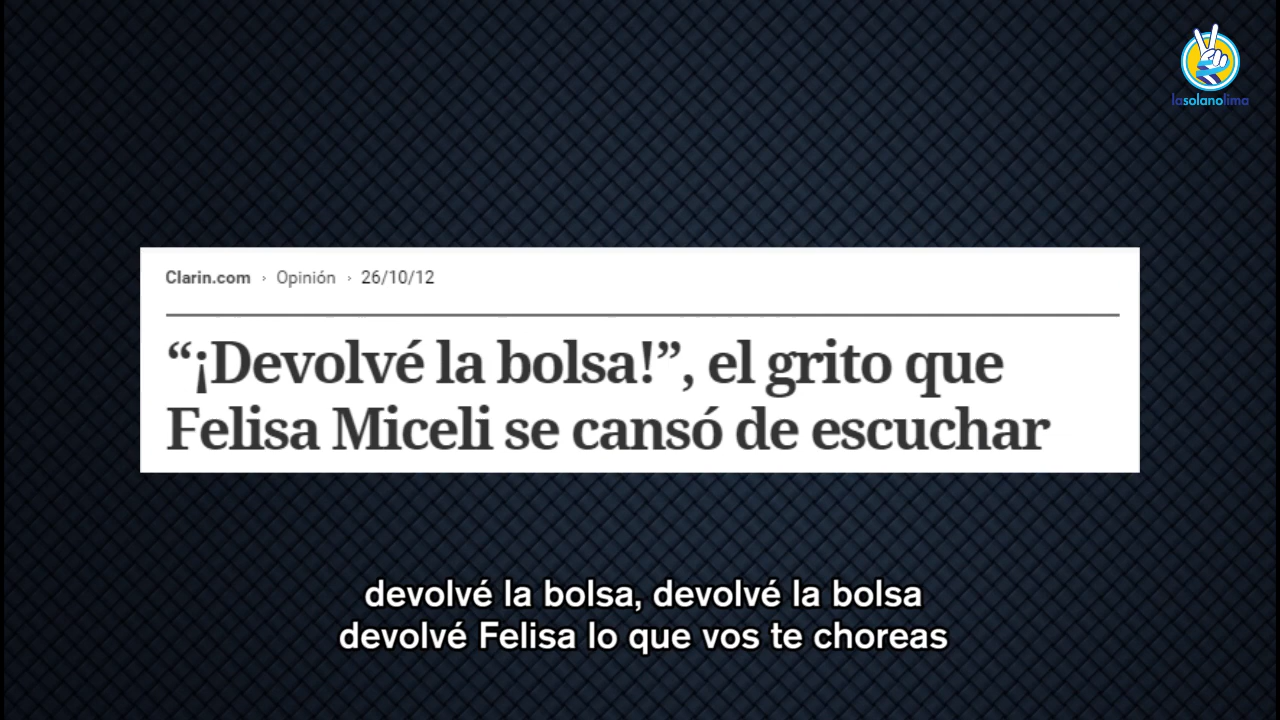 lasolanolima
Clarin.com › Opinión › 26/10/12
“¡Devolvé la bolsa!”, el grito que
Felisa Miceli se cansó de escuchar
devolvé la bolsa, devolvé la bolsa
devolvé Felisa lo que vos te choreas